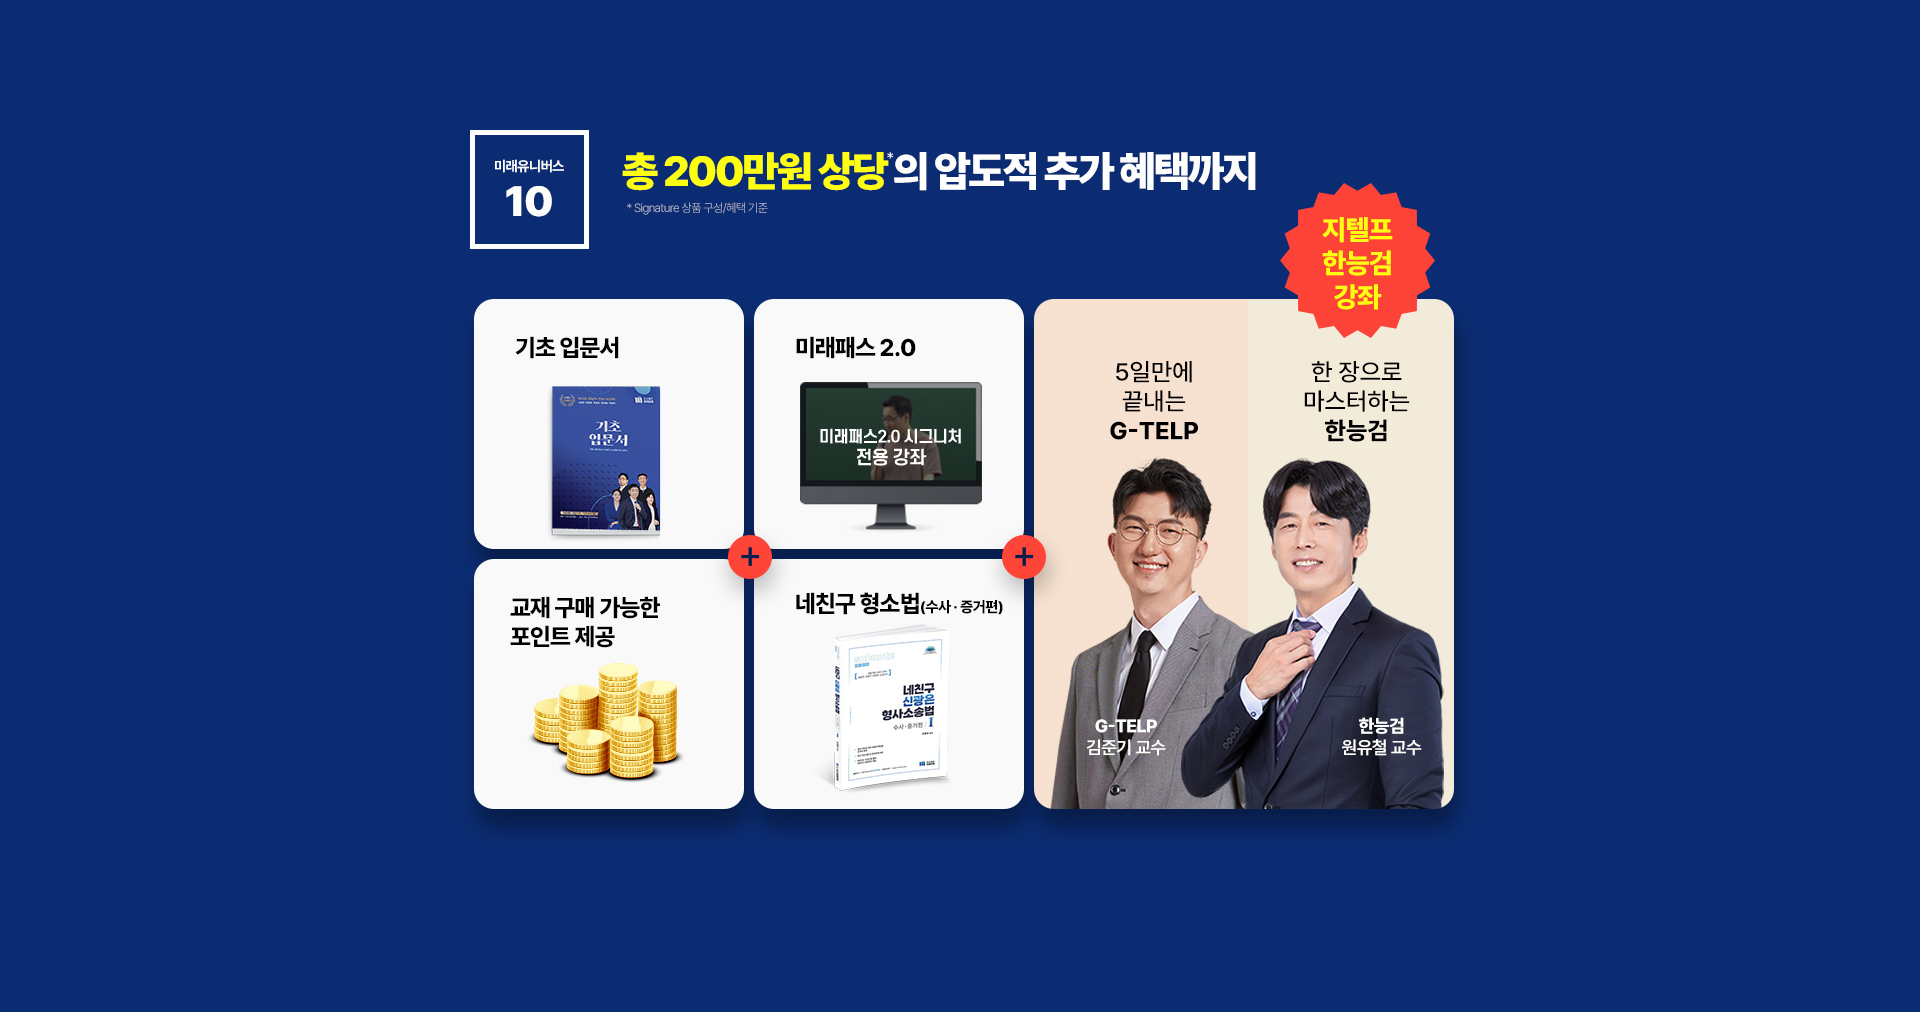 미래유니버스
10
총 200만원 상당*의 압도적 추가 혜택까지
* Signature 상품 구성/혜택 기준
지텔프
한능검
강좌
기초 입문서
기초
입문서
미래패스 2.0
미래패스2.0 시그니처
전용 강좌
5일만에
끝내는
G-TELP
한 장으로
마스터하는
한능검
+
+
교재 구매 가능한
포인트 제공
네친구 형소법(수사 · 증거편)
네친구
신광은
형사소송법
수사·증거편 I
G-TELP
김준기 교수
한능검
원유철 교수